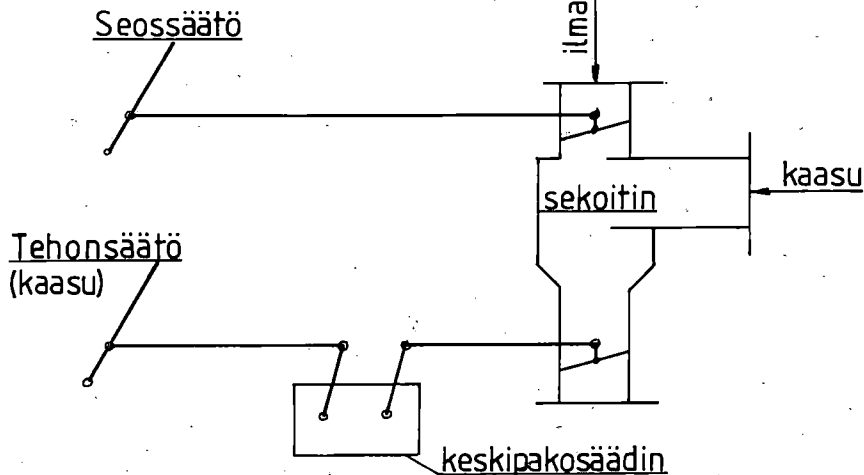 Seossäätö
ilma
kaasu
sekoitin
Tehonsäätö
(kaasu)
keskipakosäädin